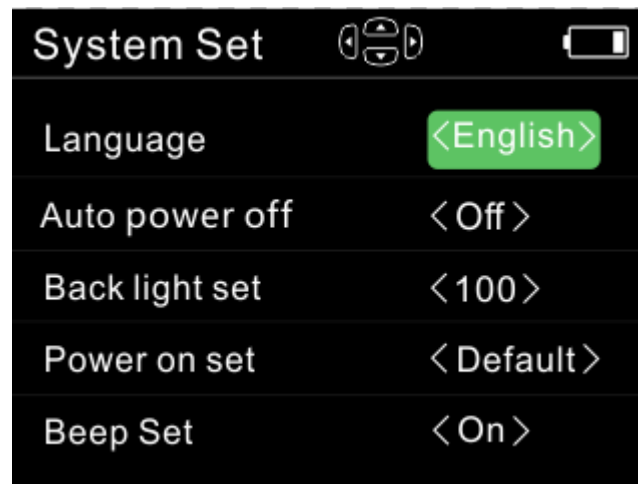 System Set
Language <English>
Auto power off <Off>
Back light set <100>
Power on set <Default>
Beep Set <On>